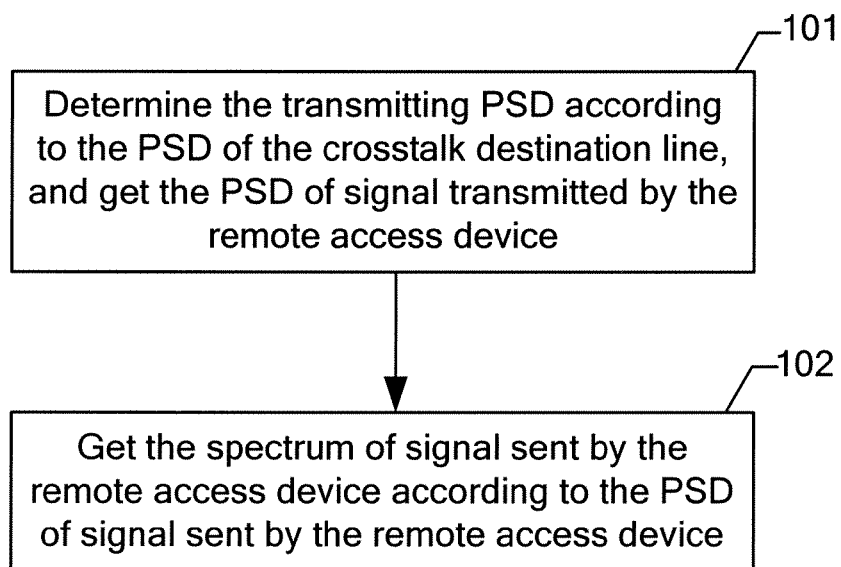 101
Determine the transmitting PSD according
to the PSD of the crosstalk destination line,
and get the PSD of signal transmitted by the
remote access device
102
Get the spectrum of signal sent by the
remote access device according to the PSD
of signal sent by the remote access device